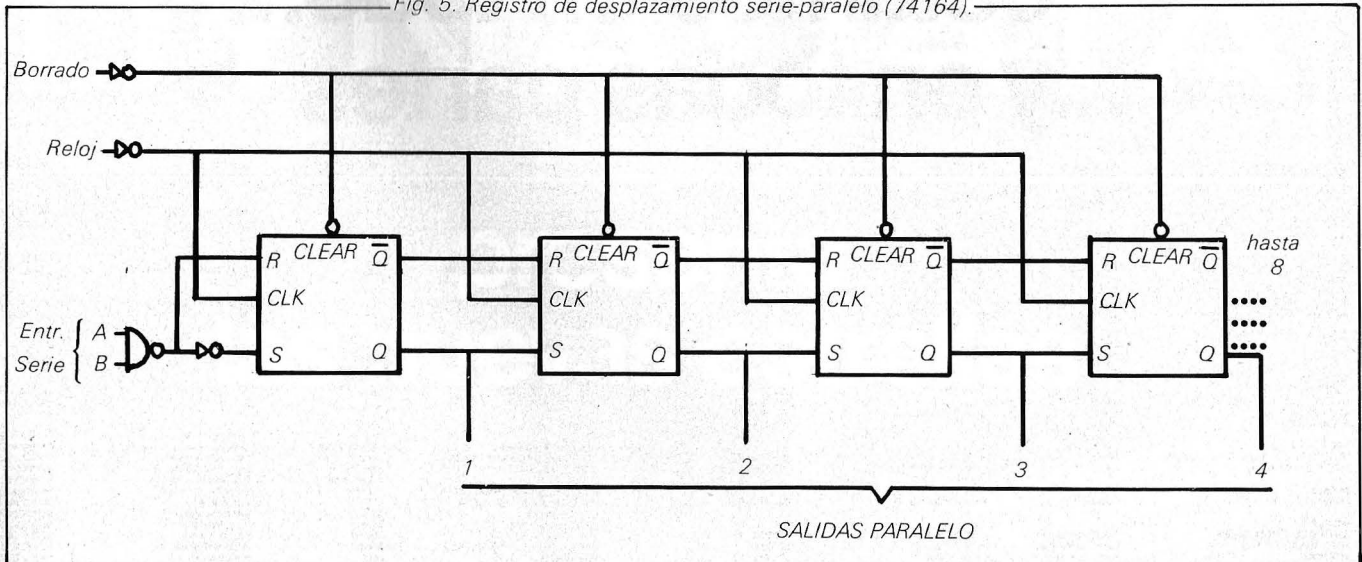 Fig. 5. Registro de desplazamiento serie-paralelo (74164).
Borrado
Reloj
R CLEAR Q̅
CLK
S Q
R CLEAR Q̅
CLK
S Q
R CLEAR Q̅
CLK
S Q
R CLEAR Q̅
CLK
S Q
hasta
8
Entr. A
Serie B
1 2 3 4
SALIDAS PARALELO